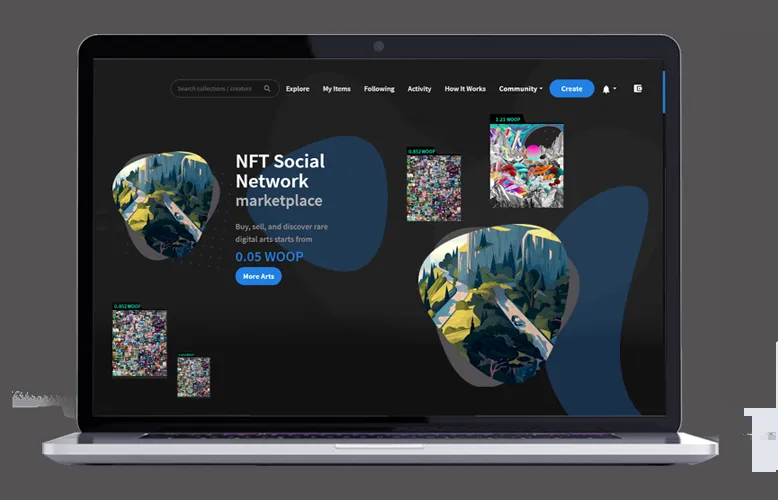 Search collections / creators
Explore
My Items
Following
Activity
How It Works
Community
Create
1.21 WOOP
0.652 WOOP
NFT Social
Network
marketplace
Buy, sell, and discover rare
digital arts starts from
0.05 WOOP
More Arts
0.652 WOOP